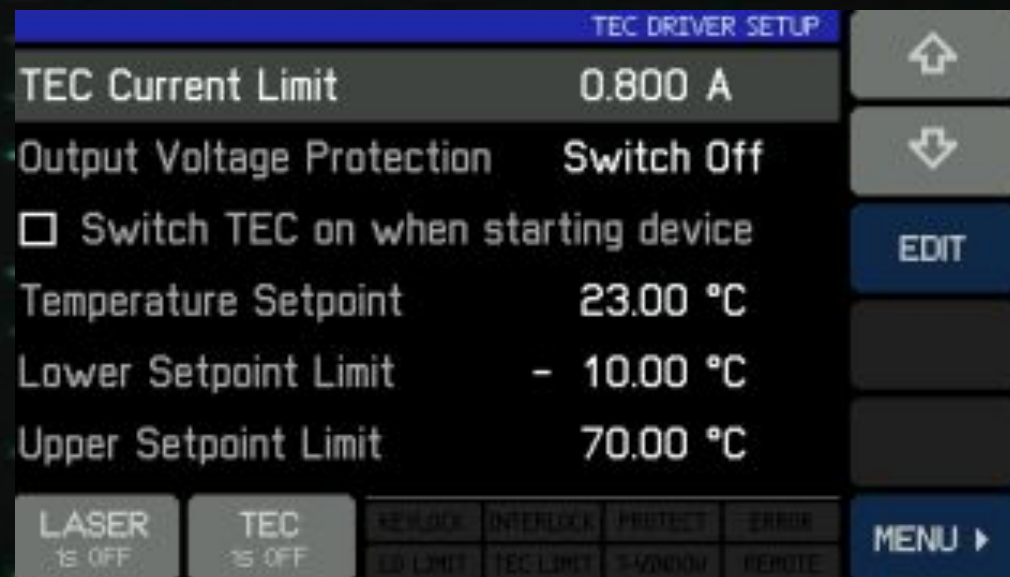 TEC DRIVER SETUP
TEC Current Limit 0.800 A
Output Voltage Protection Switch Off
Switch TEC on when starting device
EDIT
Temperature Setpoint 23.00 °C
Lower Setpoint Limit - 10.00 °C
Upper Setpoint Limit 70.00 °C
LASER TEC KEYLOCK INTERLOCK PROTECT ERROR
is OFF is OFF LD LIMIT TEC LIMIT T-WINDOW REMOTE
MENU